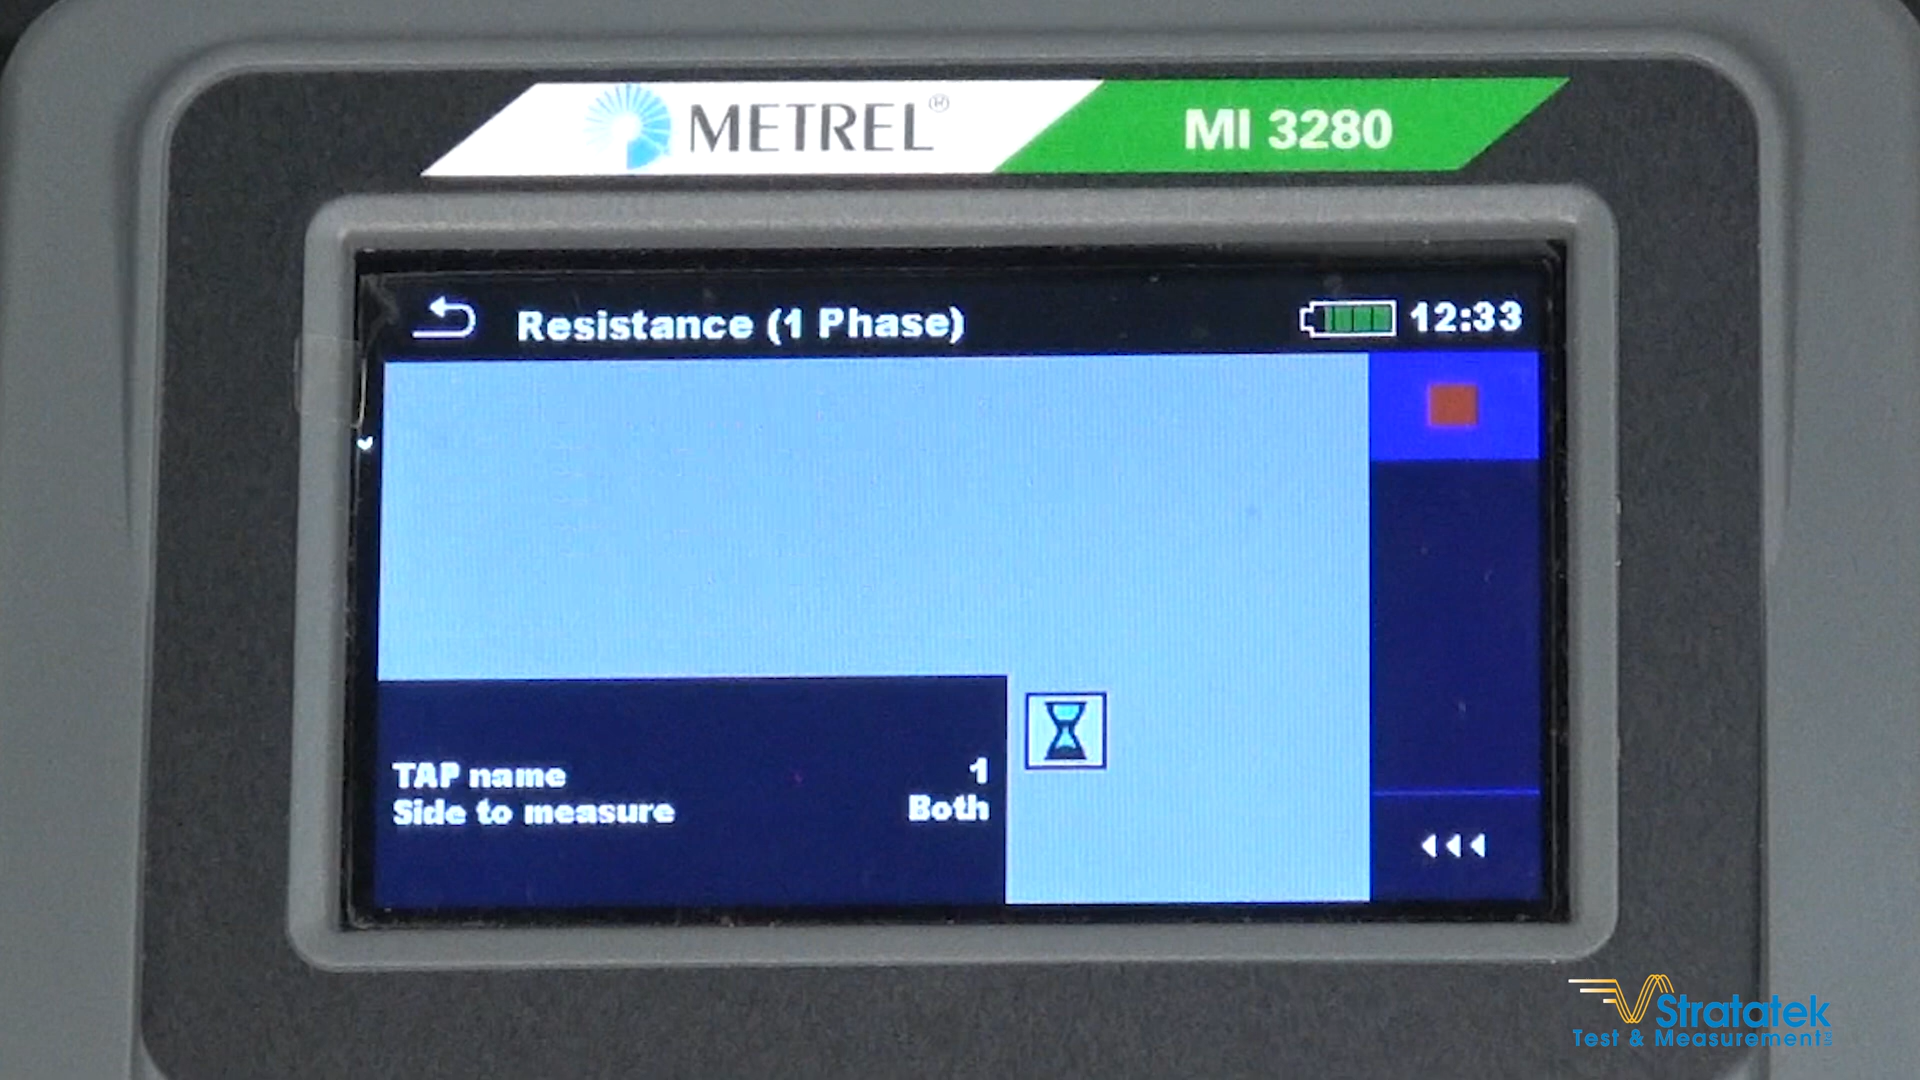 METREL®
MI 3280
Resistance (1 Phase)
12:33
TAP name 1
Side to measure Both
Stratatek
Test & Measurement